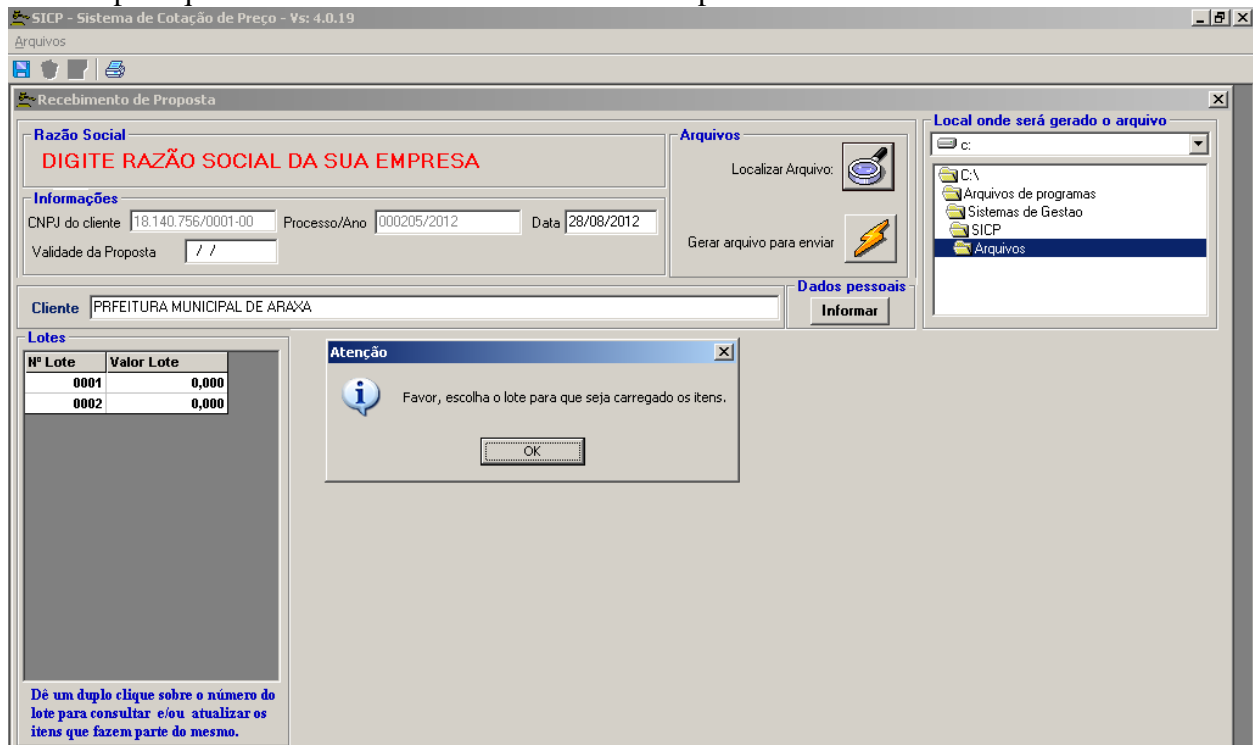 SICP - Sistema de Cotação de Preço - Vs: 4.0.19
Arquivos
Recebimento de Proposta
Razão Social
DIGITE RAZÃO SOCIAL DA SUA EMPRESA
Informações
CNPJ do cliente 18.140.756/0001-00 Processo/Ano 000205/2012 Data 28/08/2012
Validade da Proposta / /
Arquivos
Localizar Arquivo:
Gerar arquivo para enviar
Local onde será gerado o arquivo
c:
C:\
Arquivos de programas
Sistemas de Gestao
SICP
Arquivos
Cliente PRFEITURA MUNICIPAL DE ARAXA
Dados pessoais
Informar
Lotes
Nº Lote Valor Lote
0001 0,000
0002 0,000
Atenção
Favor, escolha o lote para que seja carregado os itens.
OK
Dê um duplo clique sobre o número do
lote para consultar e/ou atualizar os
itens que fazem parte do mesmo.